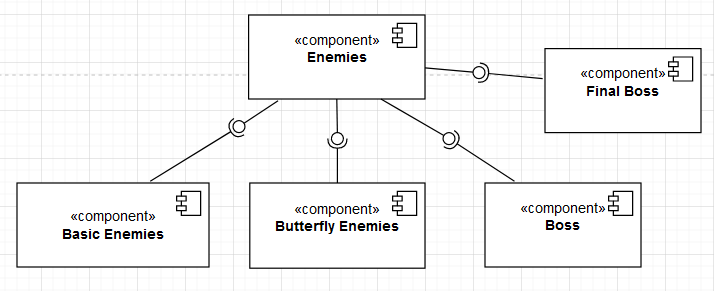 «component»
Enemies
«component»
Final Boss
«component»
Basic Enemies
«component»
Butterfly Enemies
«component»
Boss